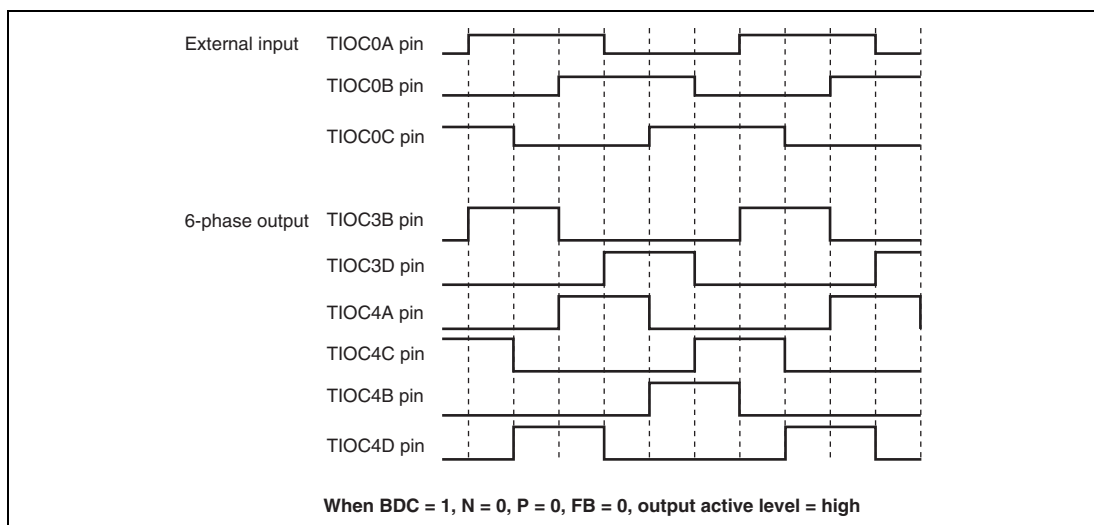 External input TIOC0A pin
TIOC0B pin
TIOC0C pin
6-phase output TIOC3B pin
TIOC3D pin
TIOC4A pin
TIOC4C pin
TIOC4B pin
TIOC4D pin
When BDC = 1, N = 0, P = 0, FB = 0, output active level = high